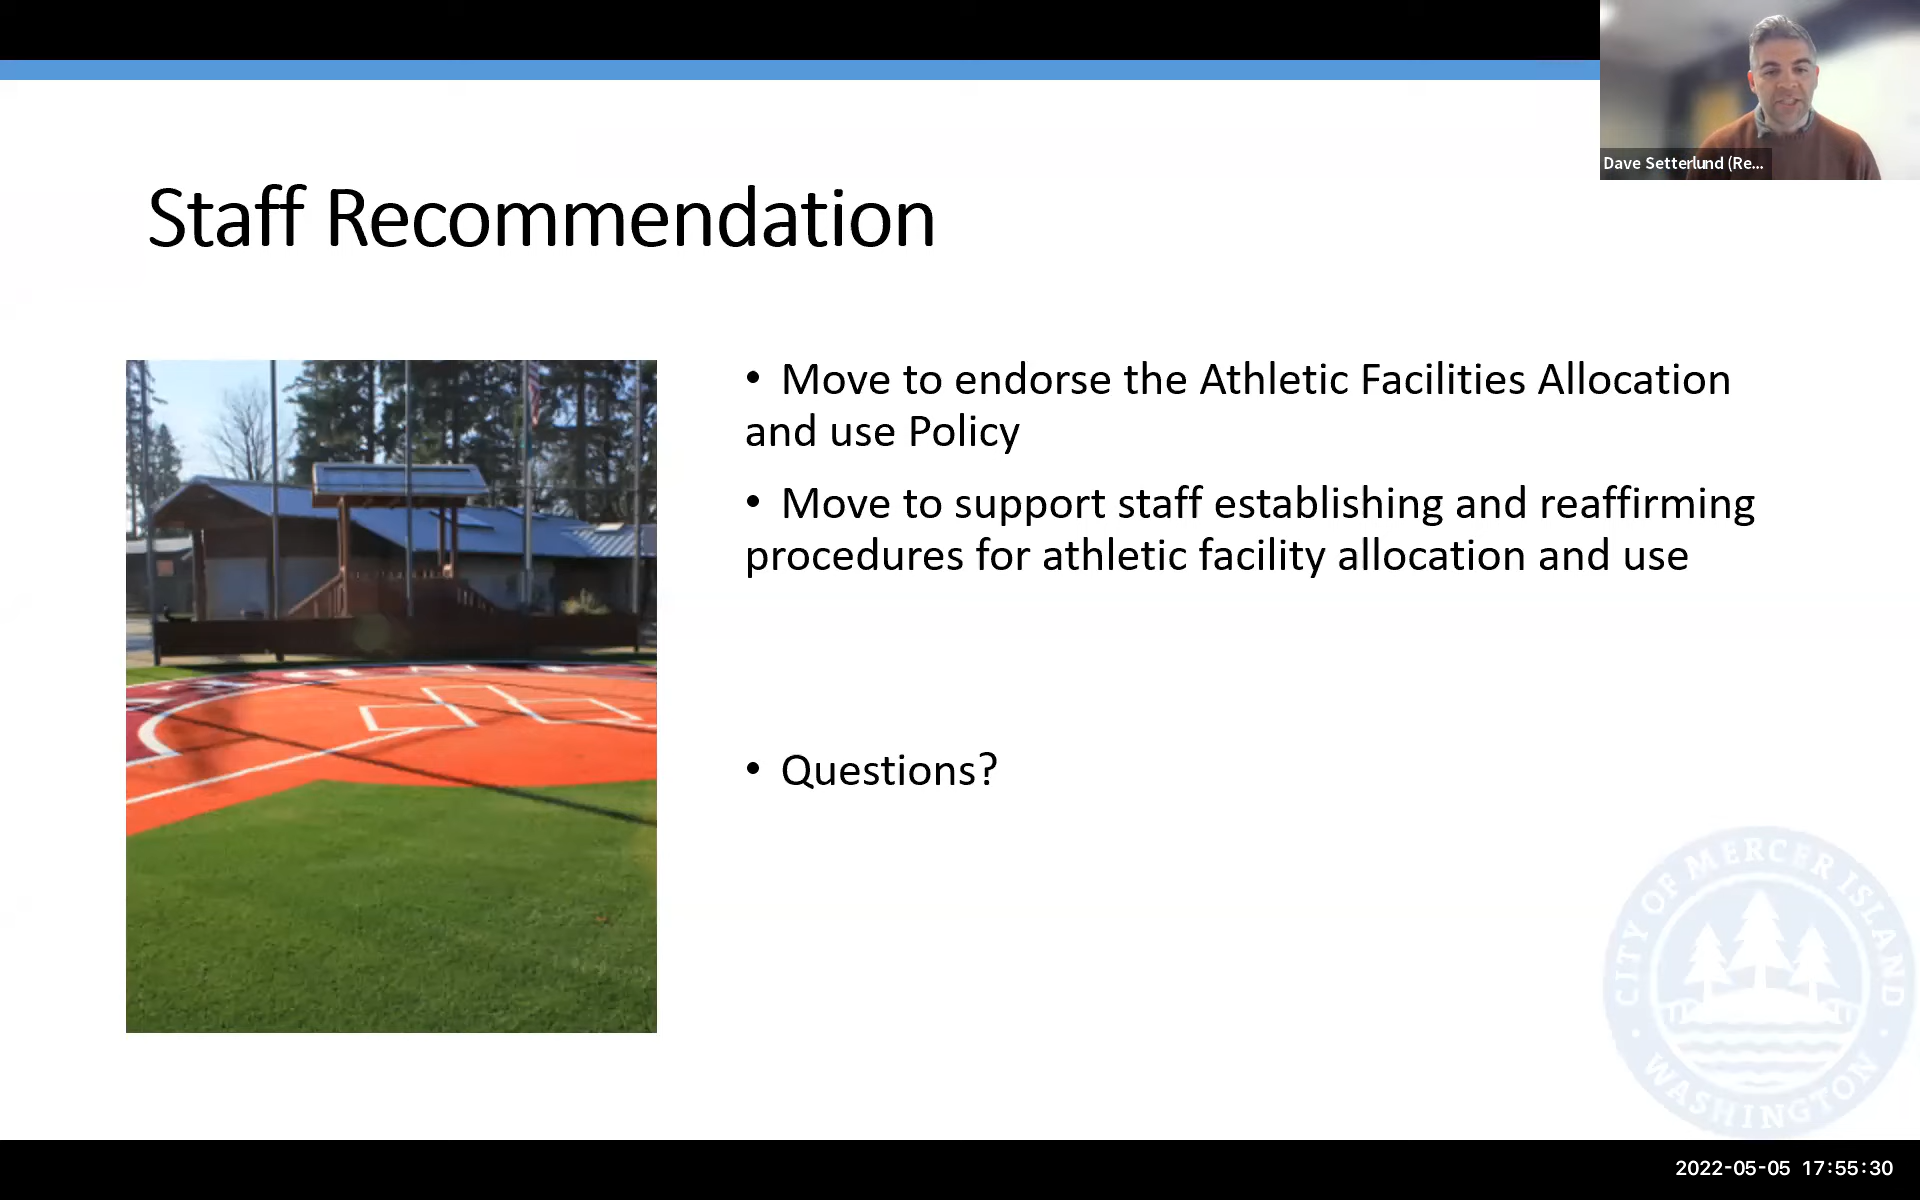 Dave Setterlund (Re...
Staff Recommendation
• Move to endorse the Athletic Facilities Allocation
and use Policy
• Move to support staff establishing and reaffirming
procedures for athletic facility allocation and use
• Questions?
CITY OF MERCER ISLAND
• WASHINGTON •
2022-05-05 17:55:30